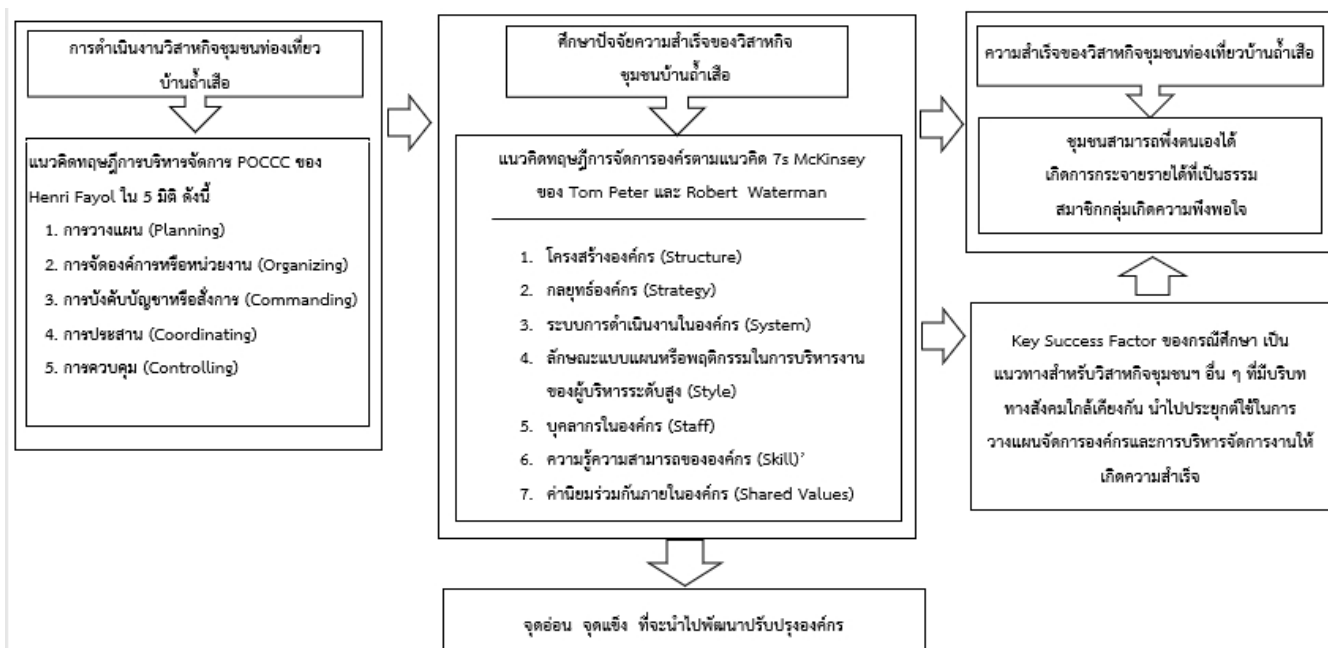 การดำเนินงานวิสาหกิจชุมชนท่องเที่ยว
บ้านถ้ำเสือ
แนวคิดทฤษฎีการบริหารจัดการ POCCC ของ
Henri Fayol ใน 5 มิติ ดังนี้
1. การวางแผน (Planning)
2. การจัดองค์การหรือหน่วยงาน (Organizing)
3. การบังคับบัญชาหรือสั่งการ (Commanding)
4. การประสาน (Coordinating)
5. การควบคุม (Controlling)
ศึกษาปัจจัยความสำเร็จของวิสาหกิจ
ชุมชนบ้านถ้ำเสือ
แนวคิดทฤษฎีการจัดการองค์กรตามแนวคิด 7s McKinsey
ของ Tom Peter และ Robert Waterman
1. โครงสร้างองค์กร (Structure)
2. กลยุทธ์องค์กร (Strategy)
3. ระบบการดำเนินงานในองค์กร (System)
4. ลักษณะแบบแผนหรือพฤติกรรมในการบริหารงาน
ของผู้บริหารระดับสูง (Style)
5. บุคลากรในองค์กร (Staff)
6. ความรู้ความสามารถขององค์กร (Skill)’
7. ค่านิยมร่วมกันภายในองค์กร (Shared Values)
จุดอ่อน จุดแข็ง ที่จะนำไปพัฒนาปรับปรุงองค์กร
ความสำเร็จของวิสาหกิจชุมชนท่องเที่ยวบ้านถ้ำเสือ
ชุมชนสามารถพึ่งตนเองได้
เกิดการกระจายรายได้ที่เป็นธรรม
สมาชิกกลุ่มเกิดความพึงพอใจ
Key Success Factor ของกรณีศึกษา เป็น
แนวทางสำหรับวิสาหกิจชุมชนฯ อื่น ๆ ที่มีบริบท
ทางสังคมใกล้เคียงกัน นำไปประยุกต์ใช้ในการ
วางแผนจัดการองค์กรและการบริหารจัดการงานให้
เกิดความสำเร็จ